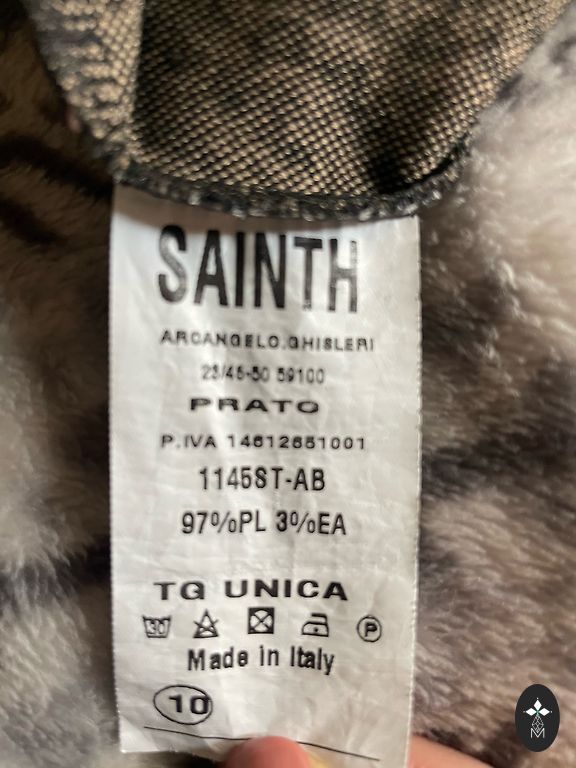 SAINTH
ARCANGELO.GHISLERI
23/45-50 59100
PRATO
P.IVA 14612651001
1145ST-AB
97%PL 3%EA
TG UNICA
30 P
Made in Italy
10
M